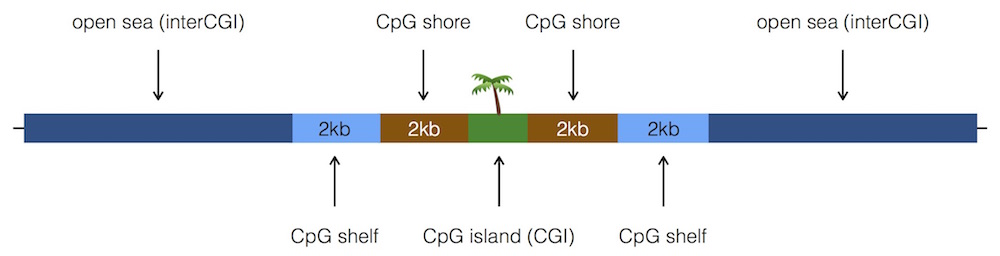 open sea (interCGI)
CpG shore
CpG shore
open sea (interCGI)
2kb
2kb
2kb
2kb
CpG shelf
CpG island (CGI)
CpG shelf